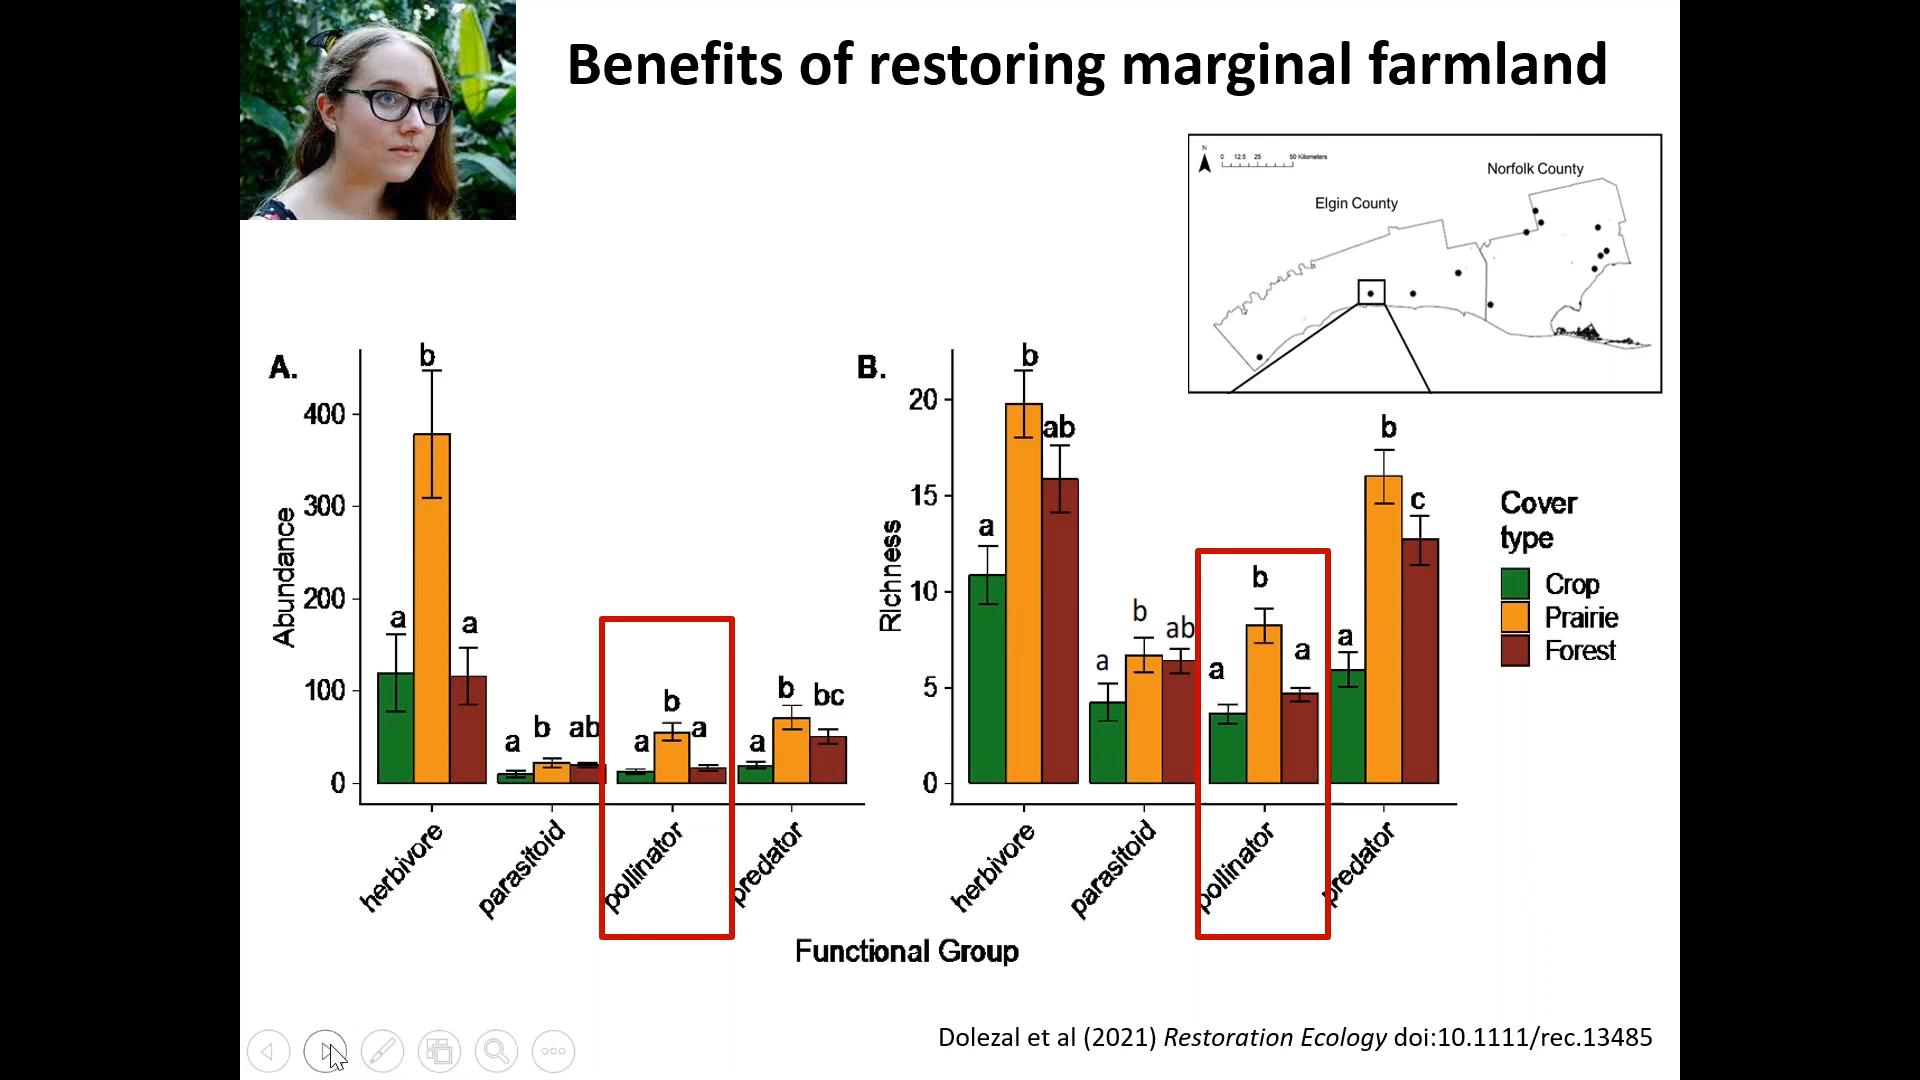 Benefits of restoring marginal farmland
N
0 12.5 25 50 Kilometers
Norfolk County
Elgin County
A.
Abundance
400
300
200
100
0
b
a
a
a
b
ab
a
b
a
a
b
bc
herbivore
parasitoid
pollinator
predator
B.
Richness
20
15
10
5
0
a
b
ab
a
b
ab
a
b
a
a
b
c
herbivore
parasitoid
pollinator
predator
Functional Group
Cover
type
Crop
Prairie
Forest
Dolezal et al (2021) Restoration Ecology doi:10.1111/rec.13485